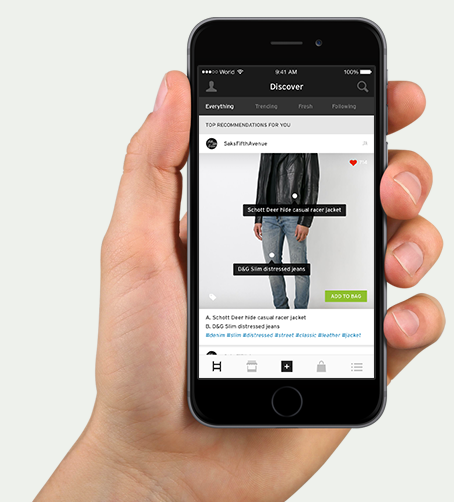 World 9:41 AM 100%
Discover
Everything Trending Fresh Following
TOP RECOMMENDATIONS FOR YOU
SaksFifthAvenue
Schott Deer hide casual racer jacket
D&G Slim distressed jeans
ADD TO BAG
A. Schott Deer hide casual racer jacket
B. D&G Slim distressed jeans
#denim #slim #distressed #street #classic #leather #jacket